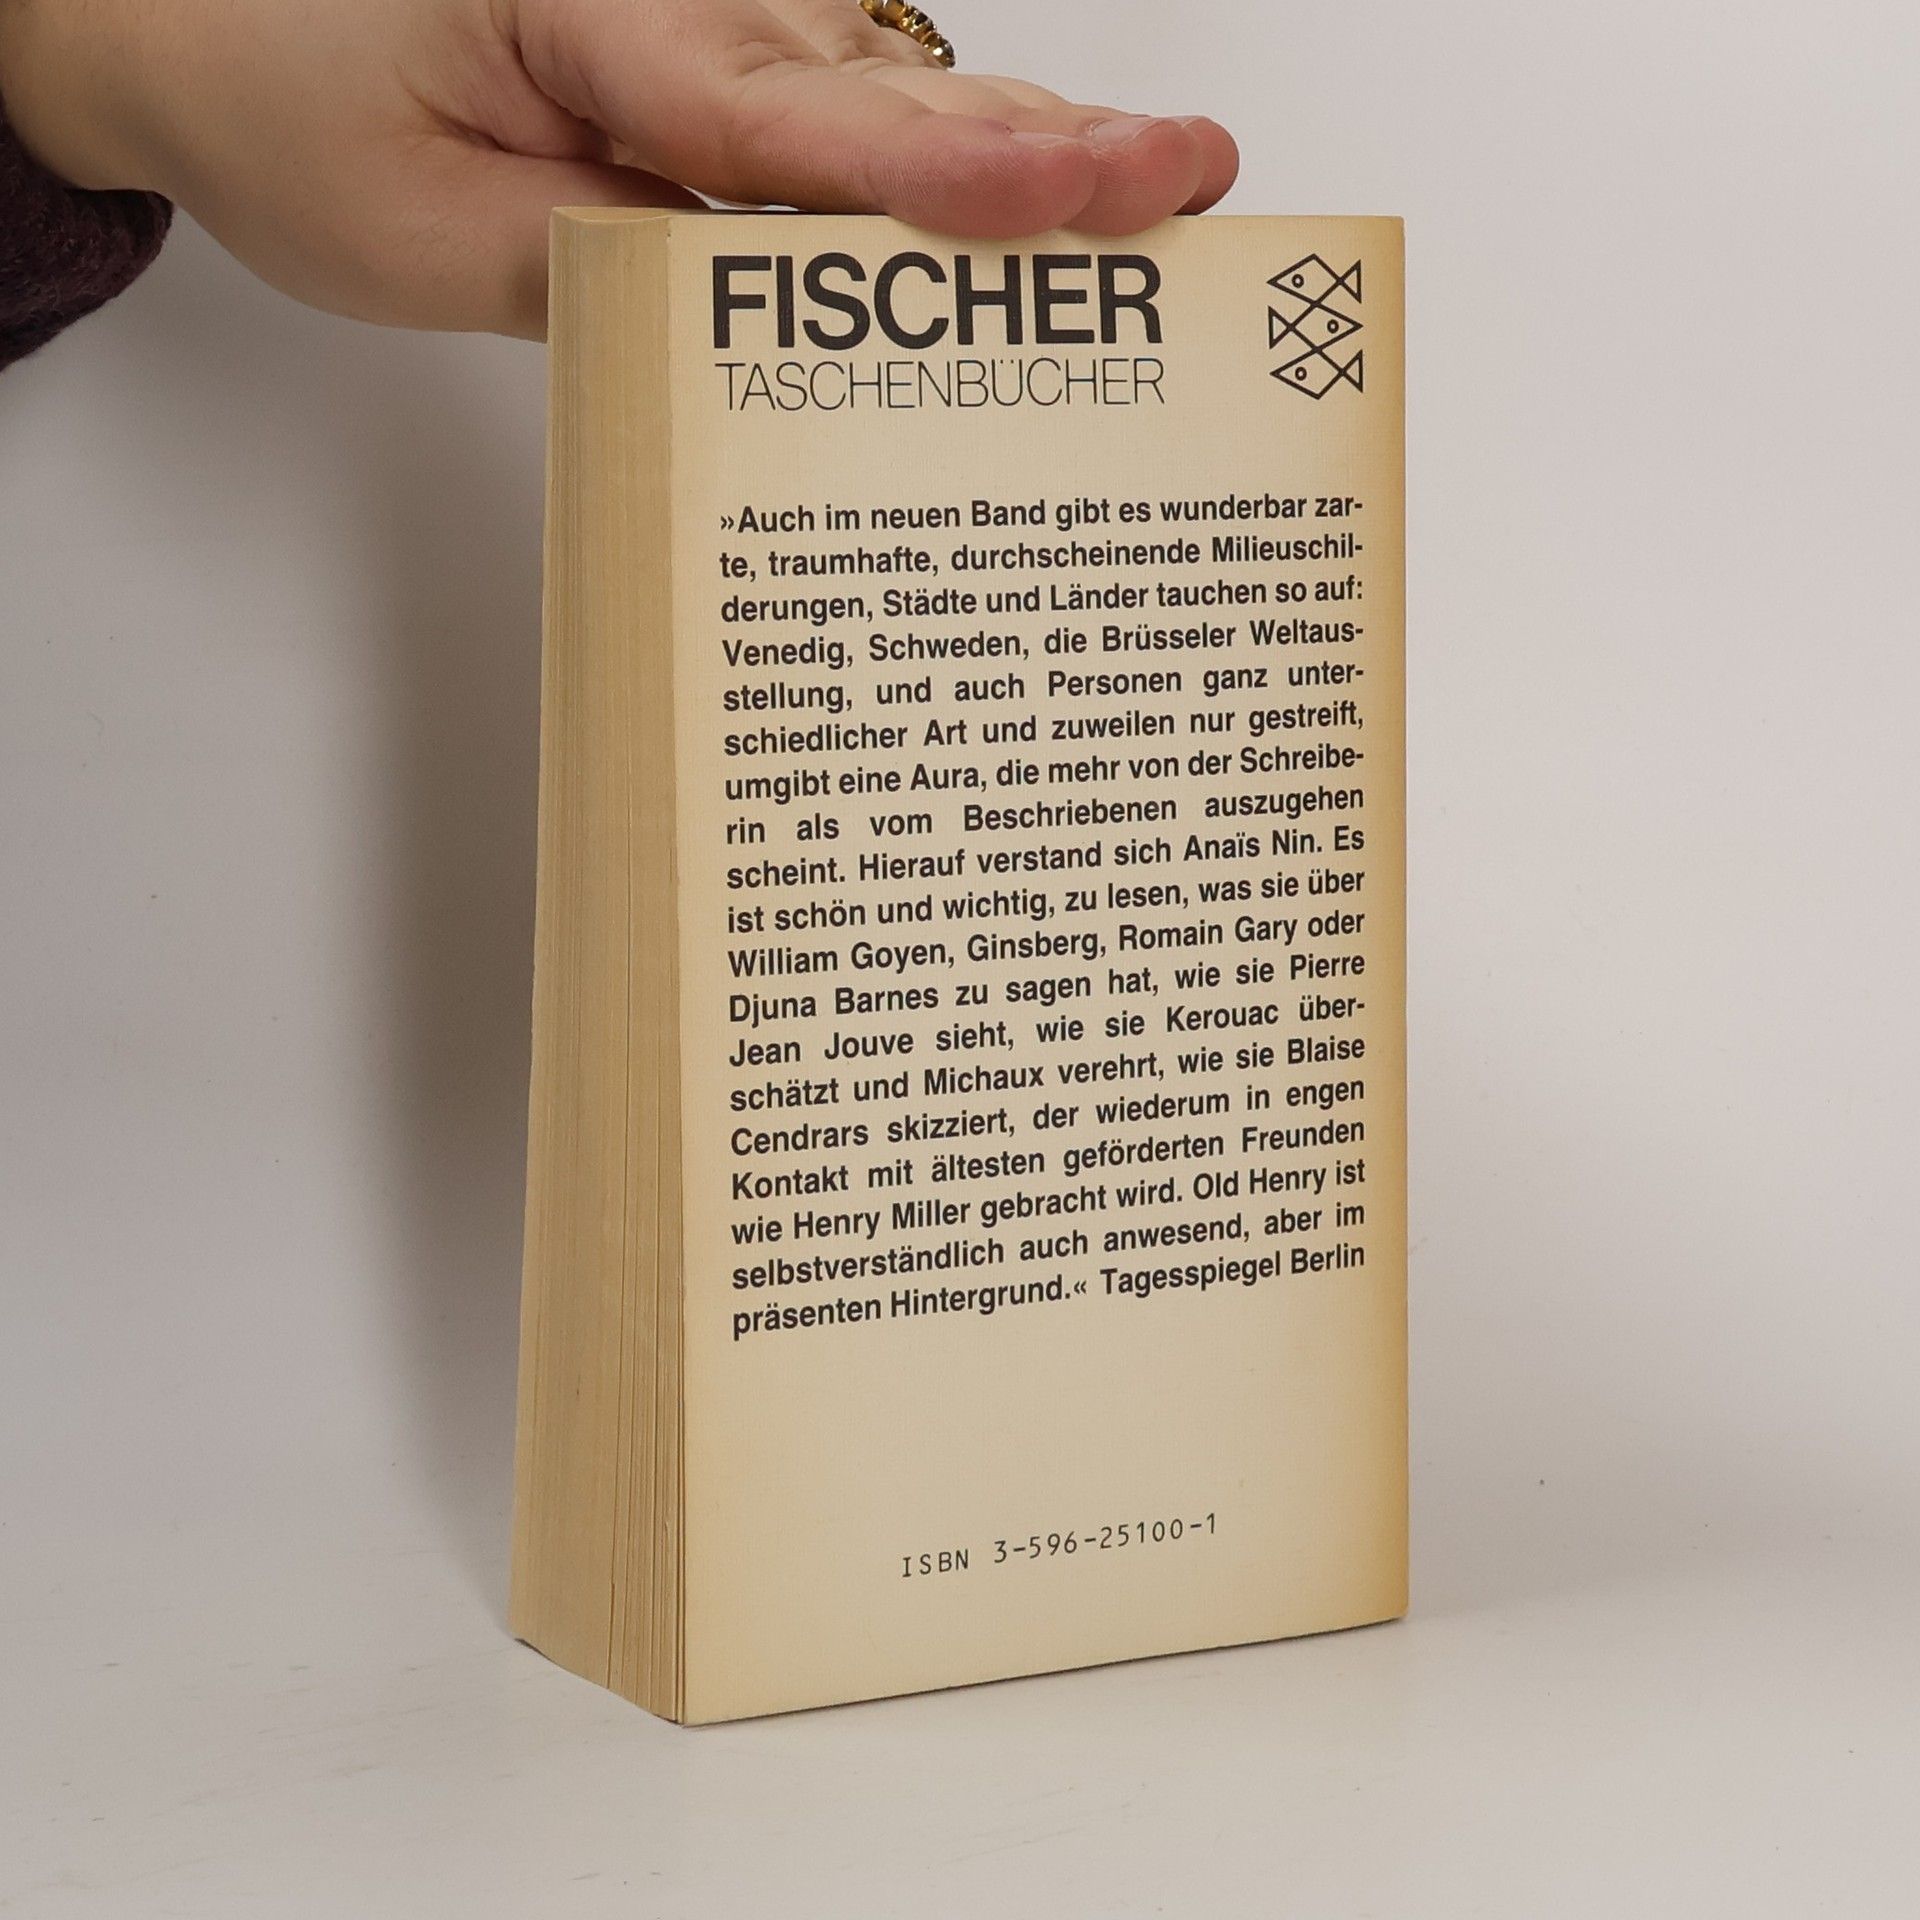 FISCHER
TASCHENBÜCHER
»Auch im neuen Band gibt es wunderbar zar-
te, traumhafte, durchscheinende Milieuschil-
derungen, Städte und Länder tauchen so auf:
Venedig, Schweden, die Brüsseler Weltaus-
stellung, und auch Personen ganz unter-
schiedlicher Art und zuweilen nur gestreift,
umgibt eine Aura, die mehr von der Schreibe-
rin als vom Beschriebenen auszugehen
scheint. Hierauf verstand sich Anaïs Nin. Es
ist schön und wichtig, zu lesen, was sie über
William Goyen, Ginsberg, Romain Gary oder
Djuna Barnes zu sagen hat, wie sie Pierre
Jean Jouve sieht, wie sie Kerouac über-
schätzt und Michaux verehrt, wie sie Blaise
Cendrars skizziert, der wiederum in engen
Kontakt mit ältesten geförderten Freunden
wie Henry Miller gebracht wird. Old Henry ist
selbstverständlich auch anwesend, aber im
präsenten Hintergrund.« Tagesspiegel Berlin
ISBN 3-596-25100-1